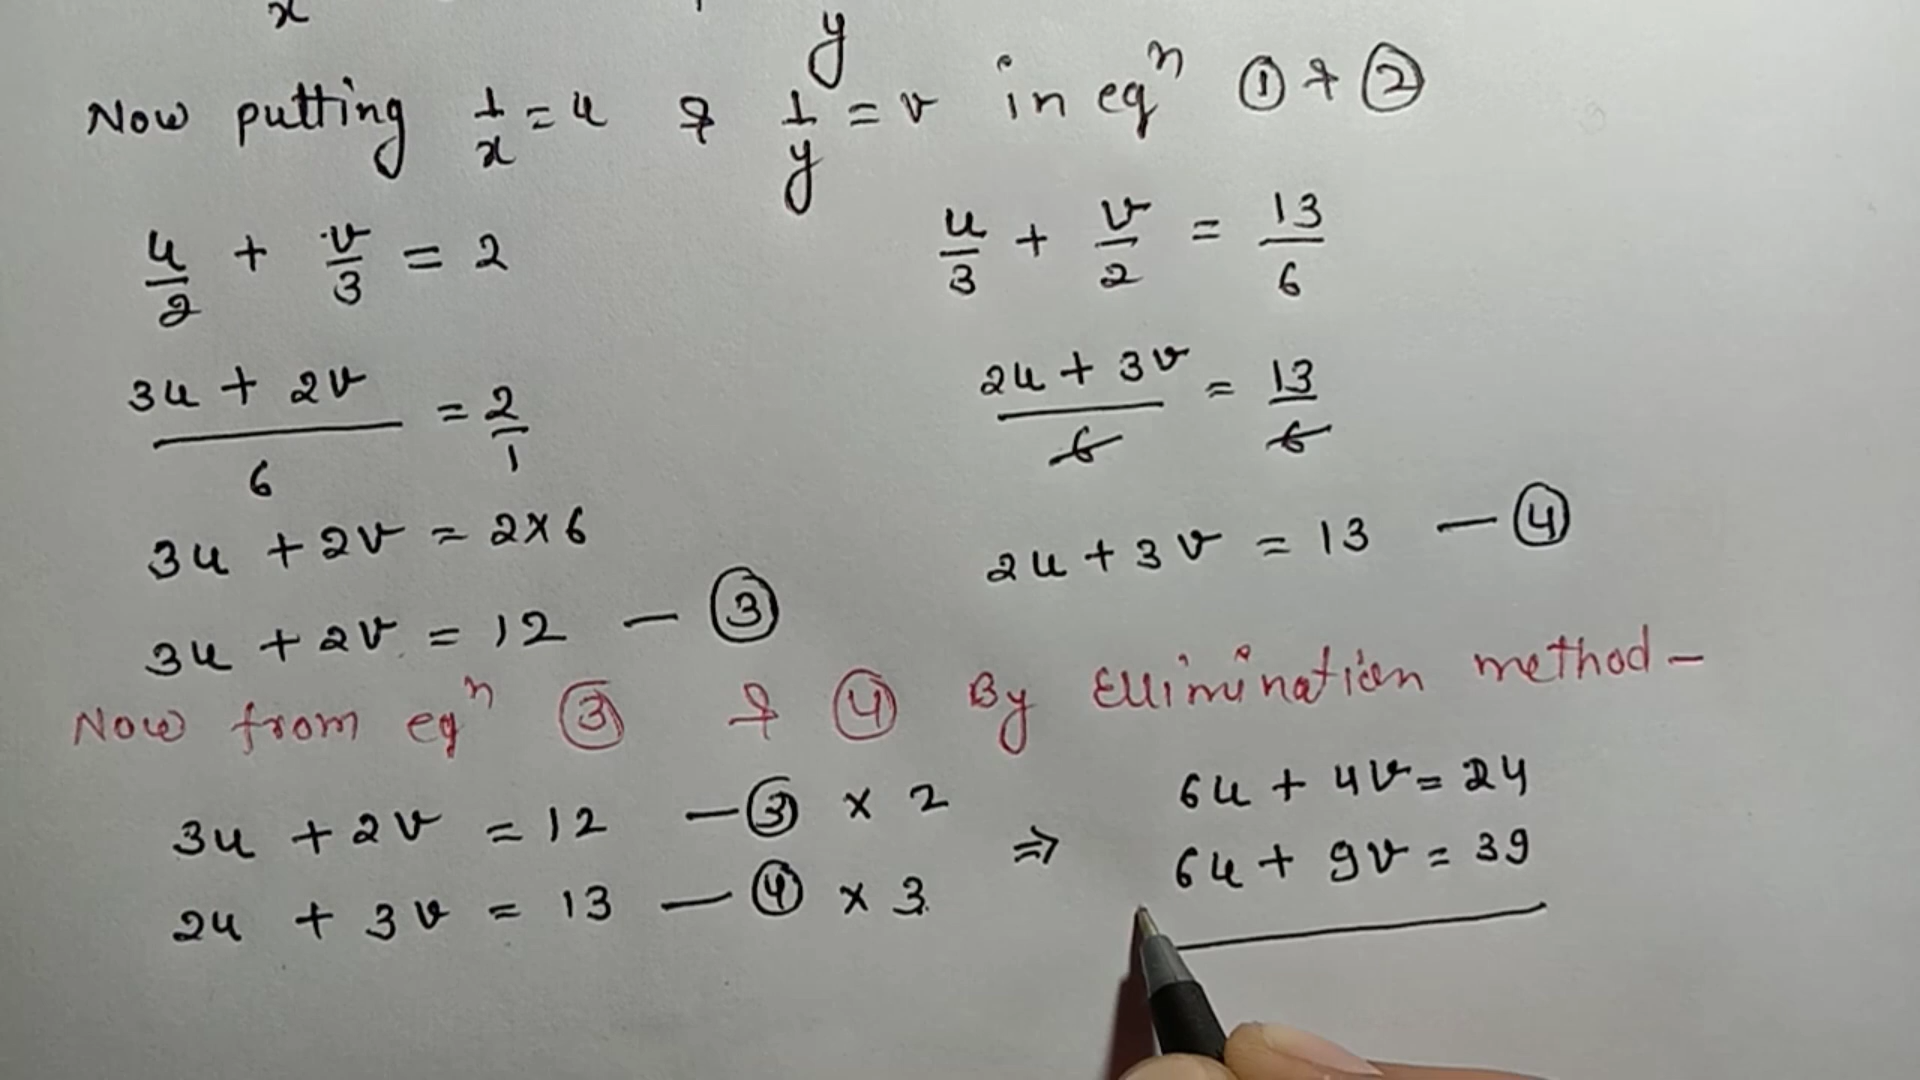 x
y
Now putting 1/x = u & 1/y = v in eqⁿ ① & ②
u/2 + v/3 = 2
(3u + 2v)/6 = 2/1
3u + 2v = 2×6
3u + 2v = 12 — ③
u/3 + v/2 = 13/6
(2u + 3v)/6 = 13/6
2u + 3v = 13 — ④
Now from eqⁿ ③ & ④ By Ellimination method –
3u + 2v = 12 — ③ × 2
2u + 3v = 13 — ④ × 3
⇒
6u + 4v = 24
6u + 9v = 39